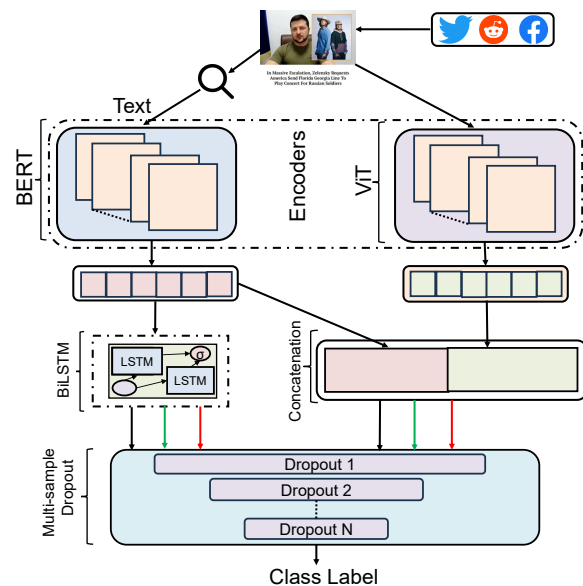 In Massive Escalation, Zelensky Requests
America Send Florida Georgia Line To
Play Concert For Russian Soldiers
Text
BERT
Encoders
ViT
BiLSTM
LSTM
σ
LSTM
Concatenation
Multi-sample
Dropout
Dropout 1
Dropout 2
Dropout N
Class Label